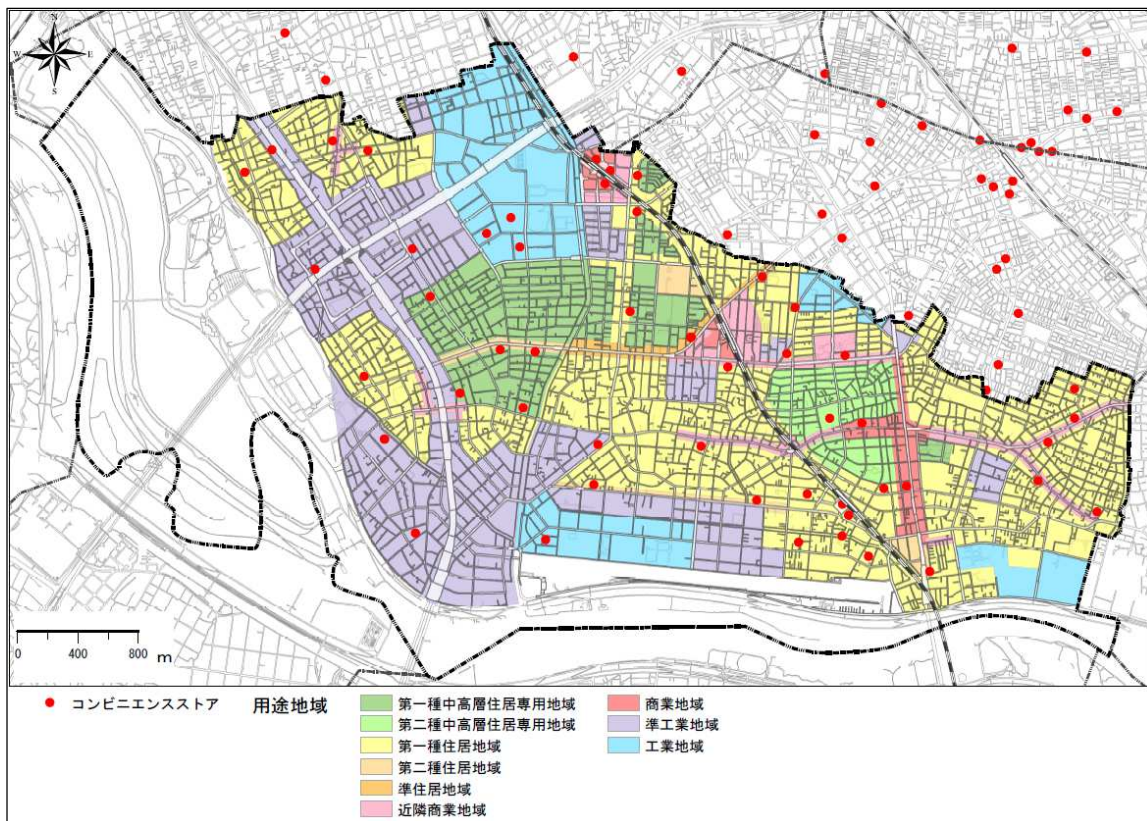 N
W
E
S
0 400 800 m
コンビニエンスストア
用途地域
第一種中高層住居専用地域
第二種中高層住居専用地域
第一種住居地域
第二種住居地域
準住居地域
近隣商業地域
商業地域
準工業地域
工業地域